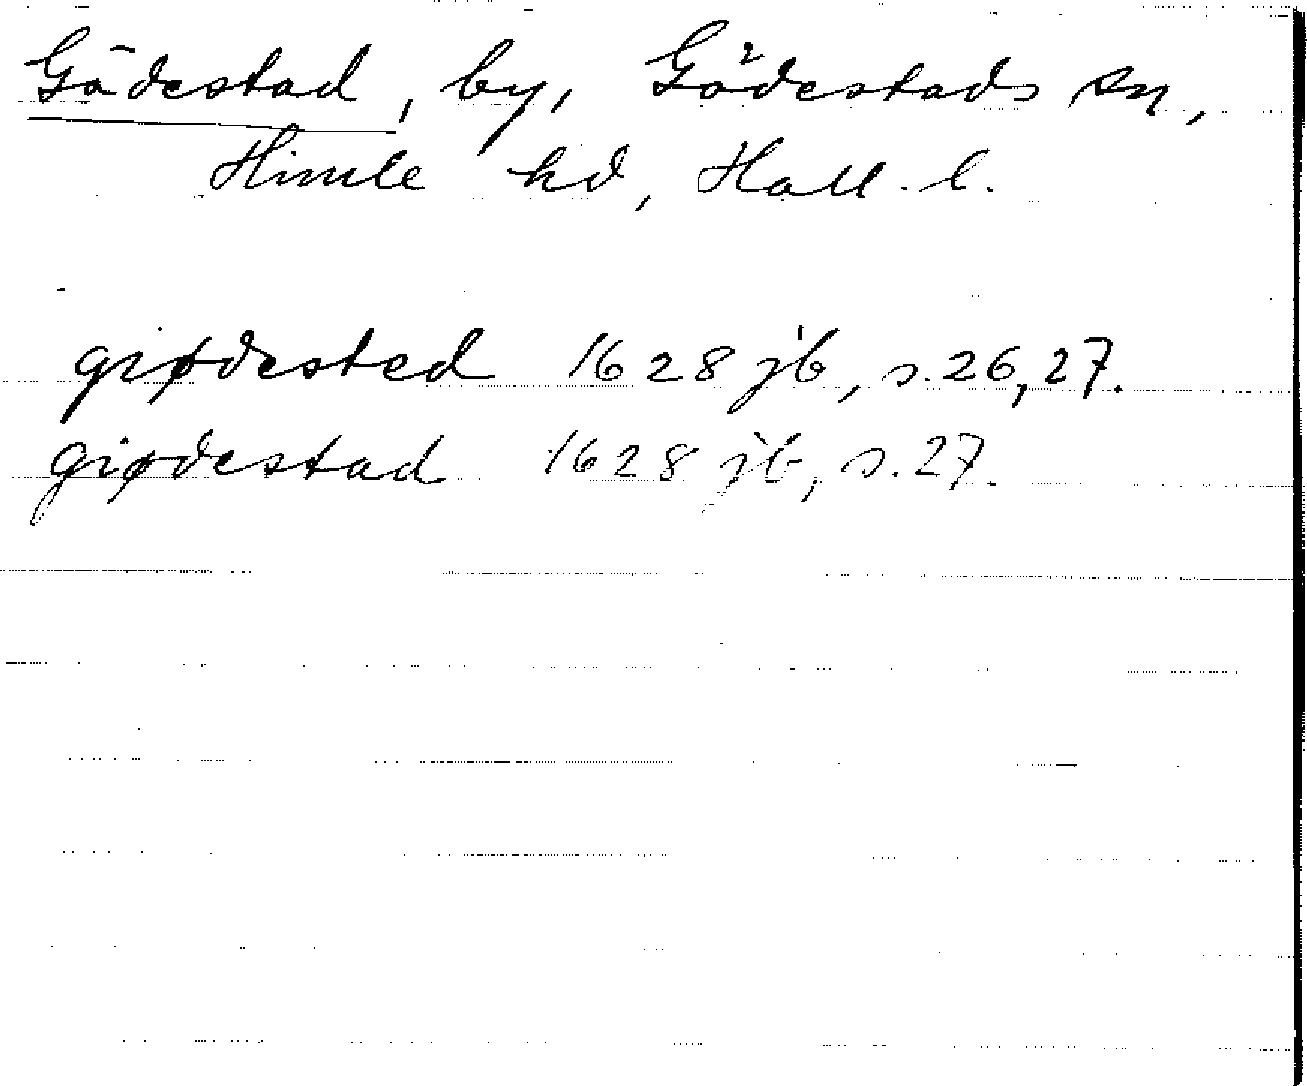 Gödestad, by, Gödestads sn,
Himle hd, Hall. l.
giødested 1628 jb, s. 26, 27.
giødestad 1628 jb, s. 27.